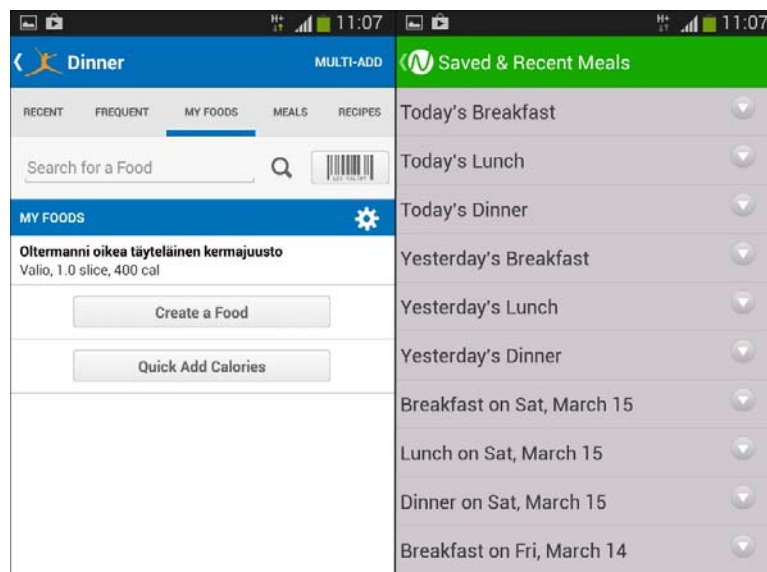 H+ 11:07
Dinner MULTI-ADD
RECENT FREQUENT MY FOODS MEALS RECIPES
Search for a Food
MY FOODS
Oltermanni oikea täyteläinen kermajuusto
Valio, 1.0 slice, 400 cal
Create a Food
Quick Add Calories
H+ 11:07
Saved & Recent Meals
Today's Breakfast
Today's Lunch
Today's Dinner
Yesterday's Breakfast
Yesterday's Lunch
Yesterday's Dinner
Breakfast on Sat, March 15
Lunch on Sat, March 15
Dinner on Sat, March 15
Breakfast on Fri, March 14